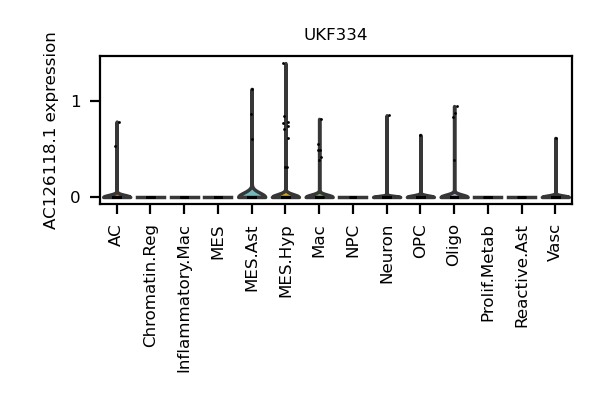 UKF334
AC126118.1 expression
1
0
AC
Chromatin.Reg
Inflammatory.Mac
MES
MES.Ast
MES.Hyp
Mac
NPC
Neuron
OPC
Oligo
Prolif.Metab
Reactive.Ast
Vasc